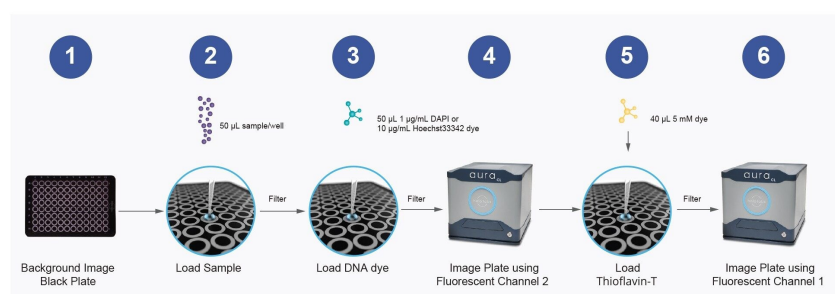 1
2
3
4
5
6
50 µL sample/well
50 µL 1 µg/mL DAPI or
10 µg/mL Hoechst33342 dye
40 µL 5 mM dye
aura
aura
Filter
Filter
Filter
Background Image
Black Plate
Load Sample
Load DNA dye
Image Plate using
Fluorescent Channel 2
Load
Thioflavin-T
Image Plate using
Fluorescent Channel 1